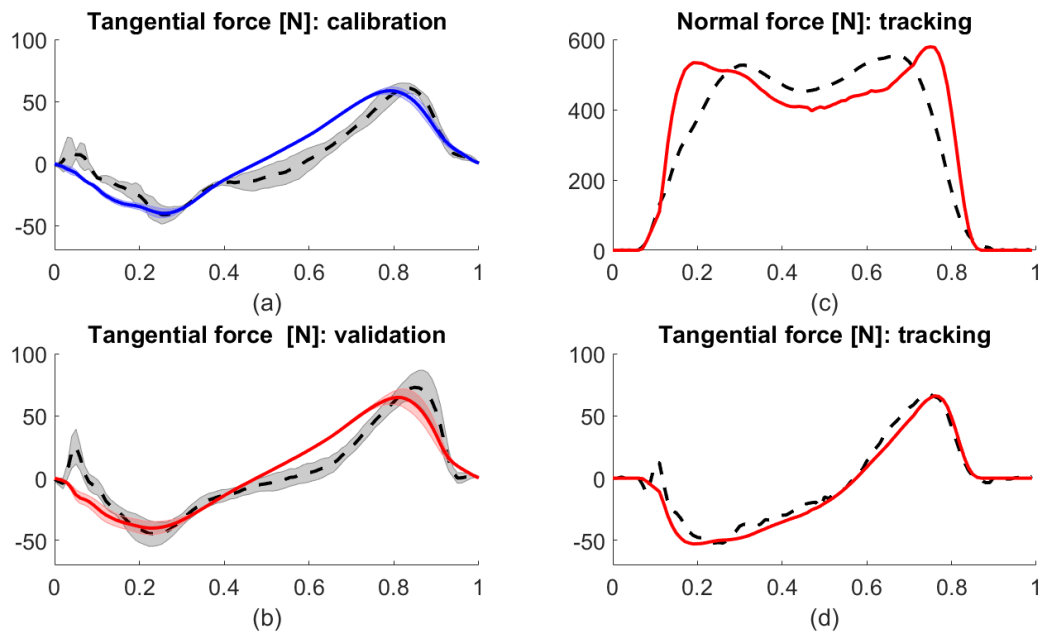 Tangential force [N]: calibration
100
50
0
-50
0 0.2 0.4 0.6 0.8 1
(a)
Normal force [N]: tracking
600
400
200
0
0 0.2 0.4 0.6 0.8 1
(c)
Tangential force [N]: validation
100
50
0
-50
0 0.2 0.4 0.6 0.8 1
(b)
Tangential force [N]: tracking
100
50
0
-50
0 0.2 0.4 0.6 0.8 1
(d)